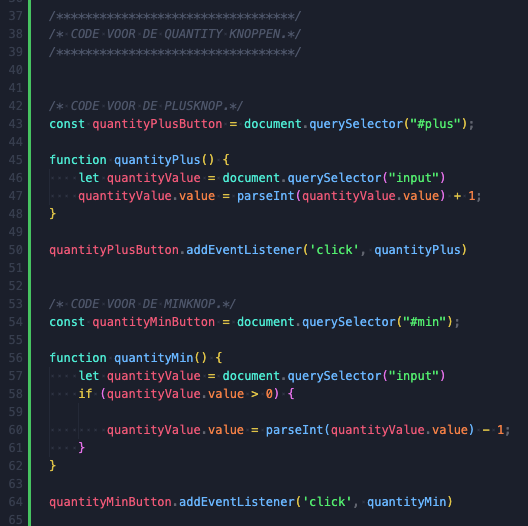 37 /*********************************/
38 /* CODE VOOR DE QUANTITY KNOPPEN.*/
39 /*********************************/
40
41
42 /* CODE VOOR DE PLUSKNOP.*/
43 const quantityPlusButton = document.querySelector("#plus");
44
45 function quantityPlus() {
46     let quantityValue = document.querySelector("input")
47     quantityValue.value = parseInt(quantityValue.value) + 1;
48 }
49
50 quantityPlusButton.addEventListener('click', quantityPlus)
51
52
53 /* CODE VOOR DE MINKNOP.*/
54 const quantityMinButton = document.querySelector("#min");
55
56 function quantityMin() {
57     let quantityValue = document.querySelector("input")
58     if (quantityValue.value > 0) {
59
60         quantityValue.value = parseInt(quantityValue.value) - 1;
61     }
62 }
63
64 quantityMinButton.addEventListener('click', quantityMin)
65